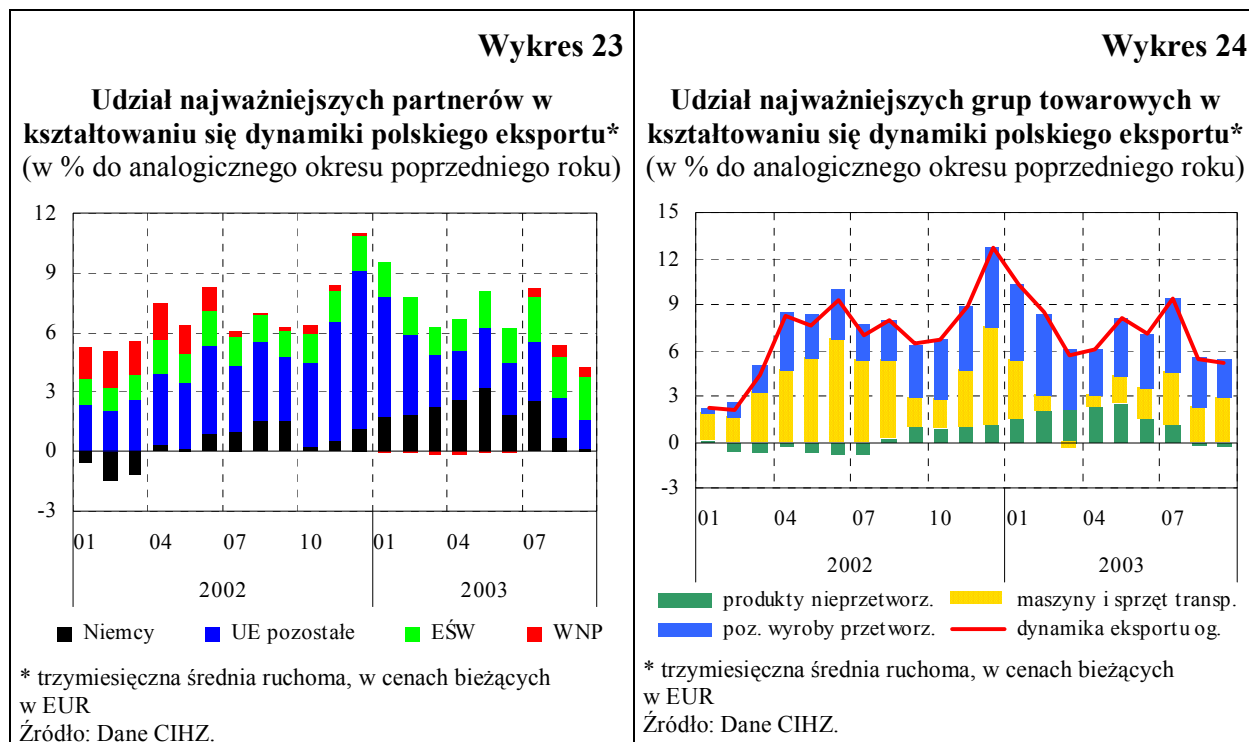 Wykres 23
Udział najważniejszych partnerów w
kształtowaniu się dynamiki polskiego eksportu*
(w % do analogicznego okresu poprzedniego roku)
12
9
6
3
0
-3
01 04 07 10 01 04 07
2002 2003
Niemcy UE pozostałe EŚW WNP
* trzymiesięczna średnia ruchoma, w cenach bieżących
w EUR
Źródło: Dane CIHZ.
Wykres 24
Udział najważniejszych grup towarowych w
kształtowaniu się dynamiki polskiego eksportu*
(w % do analogicznego okresu poprzedniego roku)
15
12
9
6
3
0
-3
01 04 07 10 01 04 07
2002 2003
produkty nieprzetworz. maszyny i sprzęt transp.
poz. wyroby przetworz. dynamika eksportu og.
* trzymiesięczna średnia ruchoma, w cenach bieżących
w EUR
Źródło: Dane CIHZ.